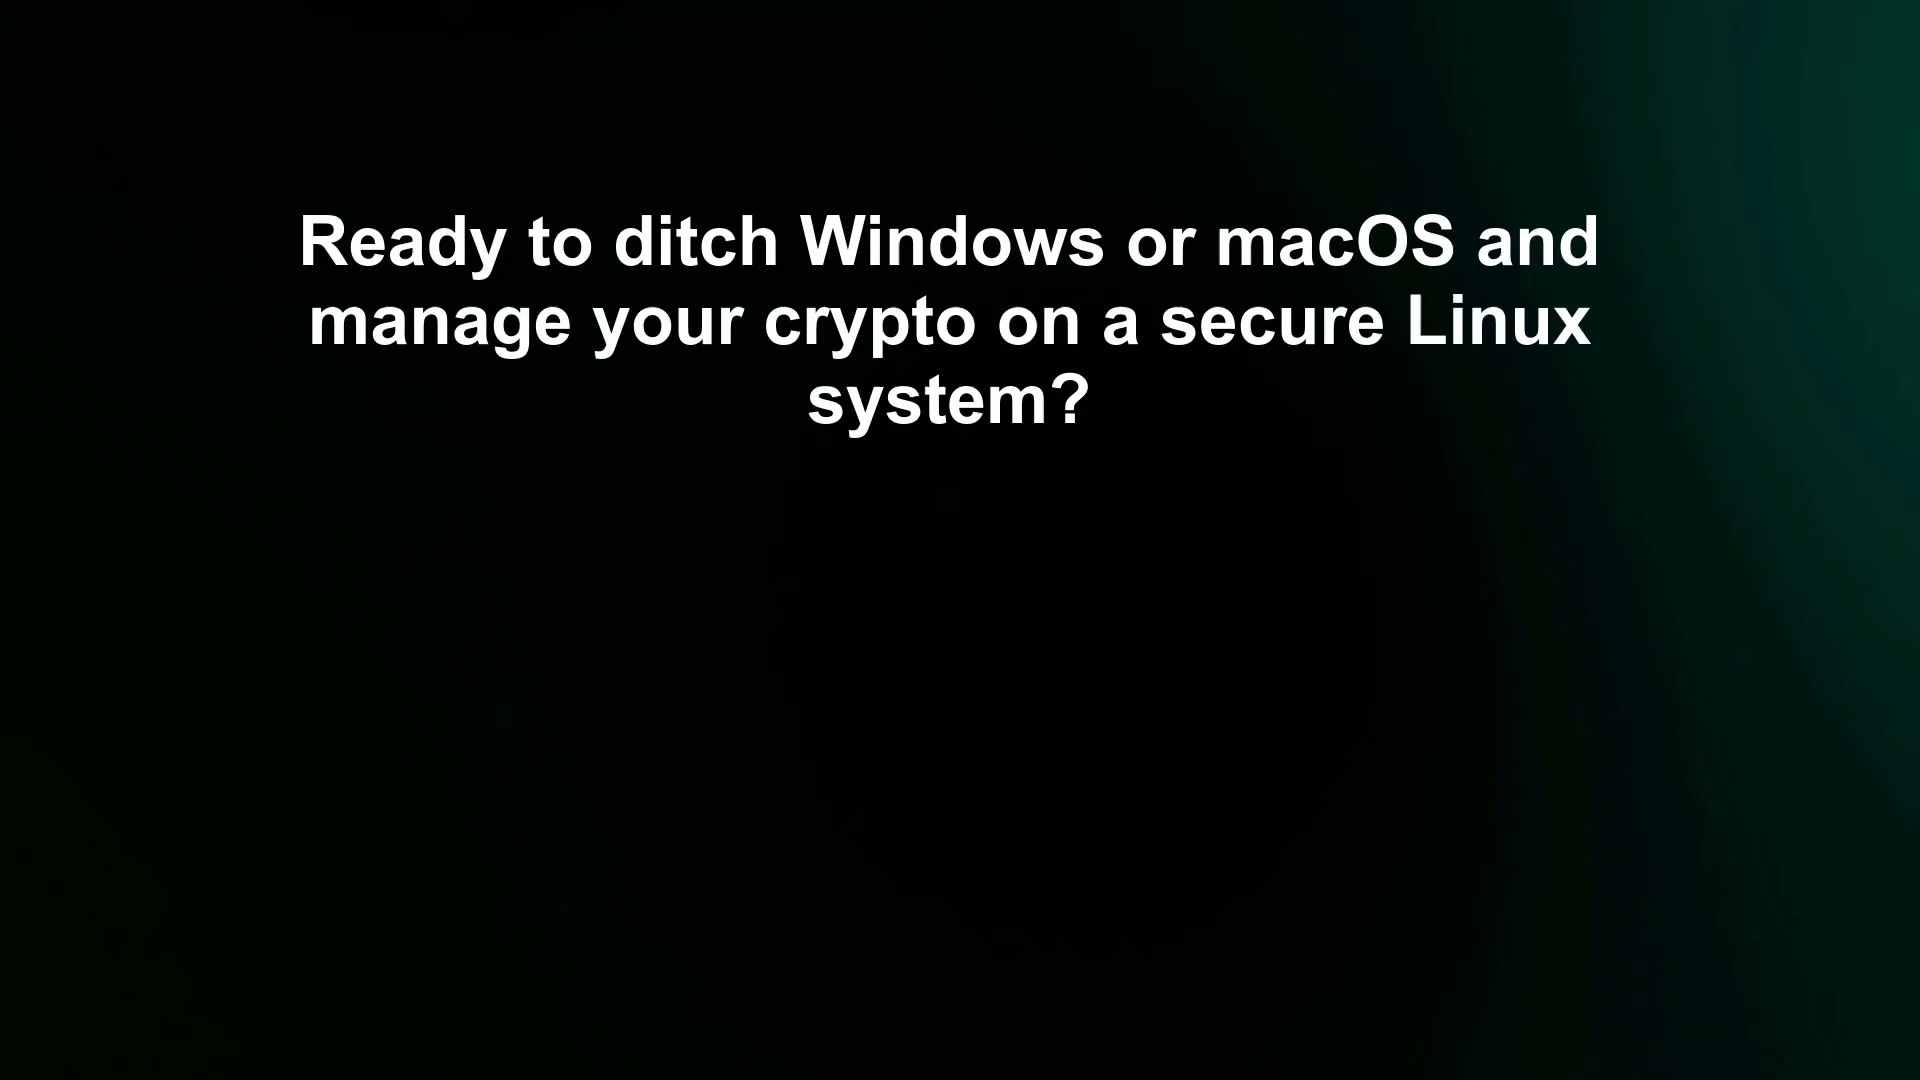 Ready to ditch Windows or macOS and
manage your crypto on a secure Linux
system?